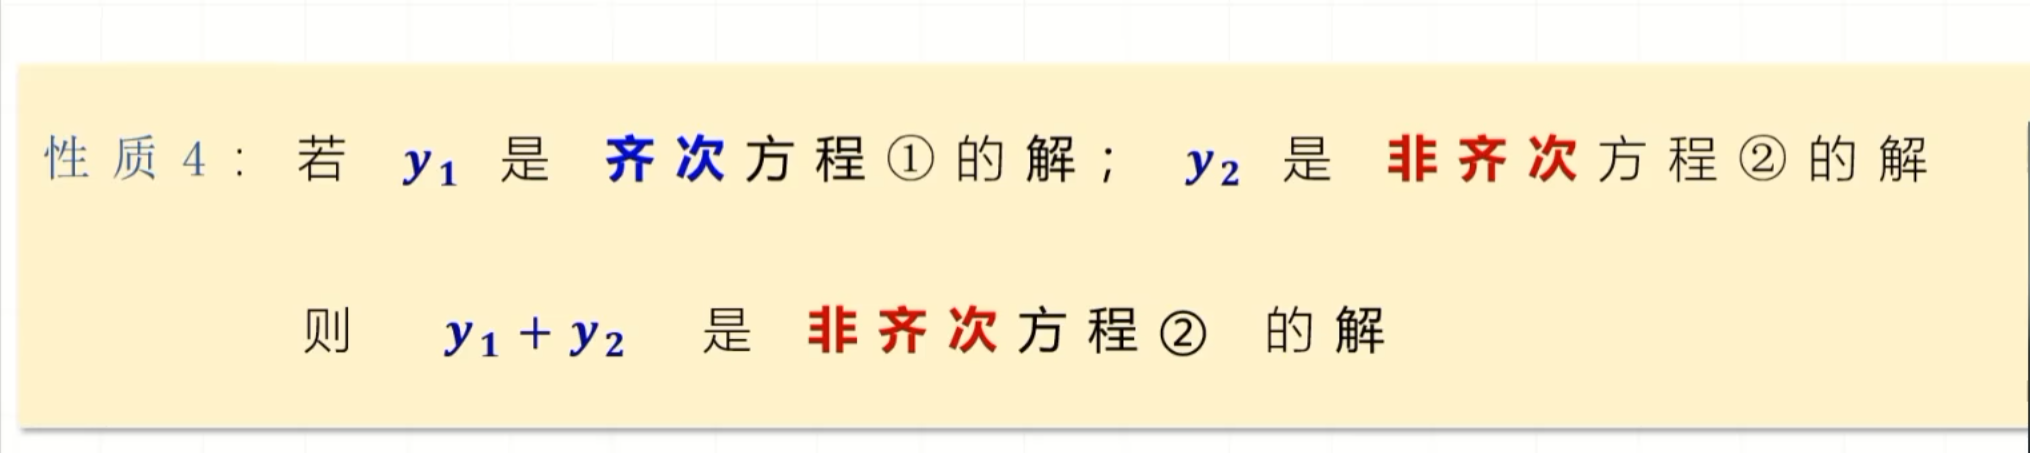 性质4： 若 y₁ 是 齐次方程①的解； y₂ 是 非齐次方程②的解
则 y₁ + y₂ 是 非齐次方程② 的解